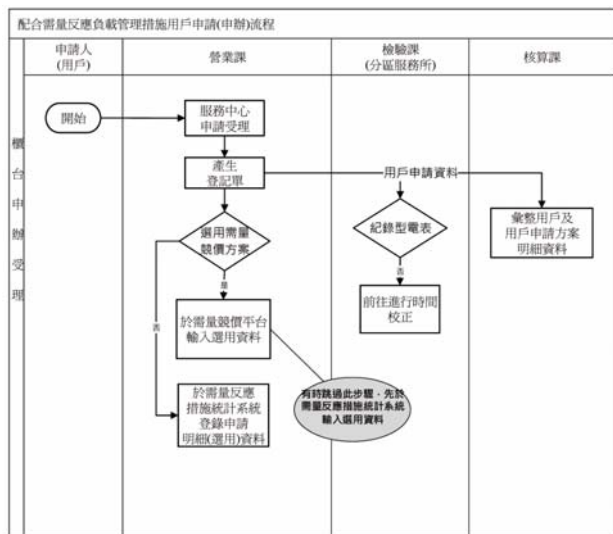 配合需量反應負載管理措施用戶申請(申辦)流程
申請人
(用戶)
營業課
檢驗課
(分區服務所)
核算課
櫃台申辦受理
開始
服務中心
申請受理
產生
登記單
用戶申請資料
選用需量
競價方案
紀錄型電表
彙整用戶及
用戶申請方案
明細資料
是
否
否
於需量競價平台
輸入選用資料
前往進行時間
校正
有時跳過此步驟，先於
需量反應措施統計系統
輸入選用資料
於需量反應
措施統計系統
登錄申請
明細(選用)資料